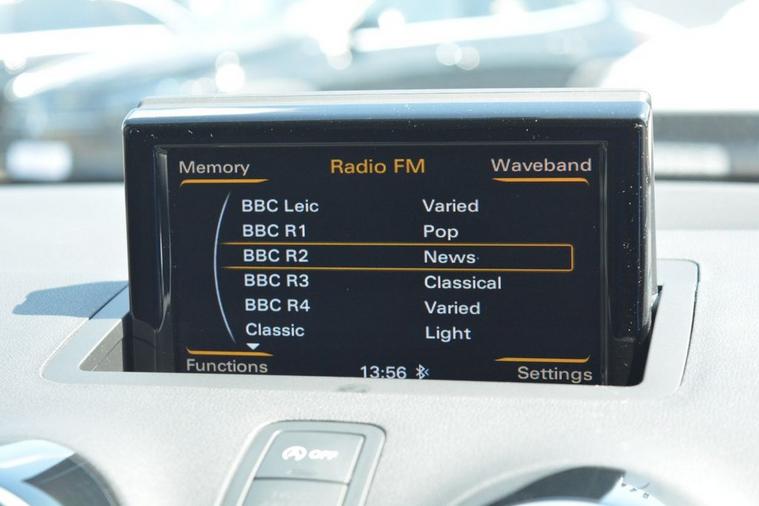 Memory Radio FM Waveband
BBC Leic Varied
BBC R1 Pop
BBC R2 News
BBC R3 Classical
BBC R4 Varied
Classic Light
Functions 13:56 Settings
A OFF